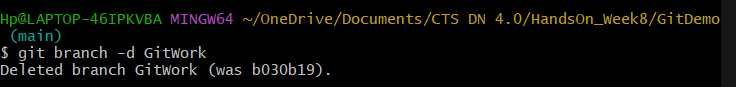 Hp@LAPTOP-46IPKVBA MINGW64 ~/OneDrive/Documents/CTS DN 4.0/HandsOn_Week8/GitDemo
(main)
$ git branch -d GitWork
Deleted branch GitWork (was b030b19).